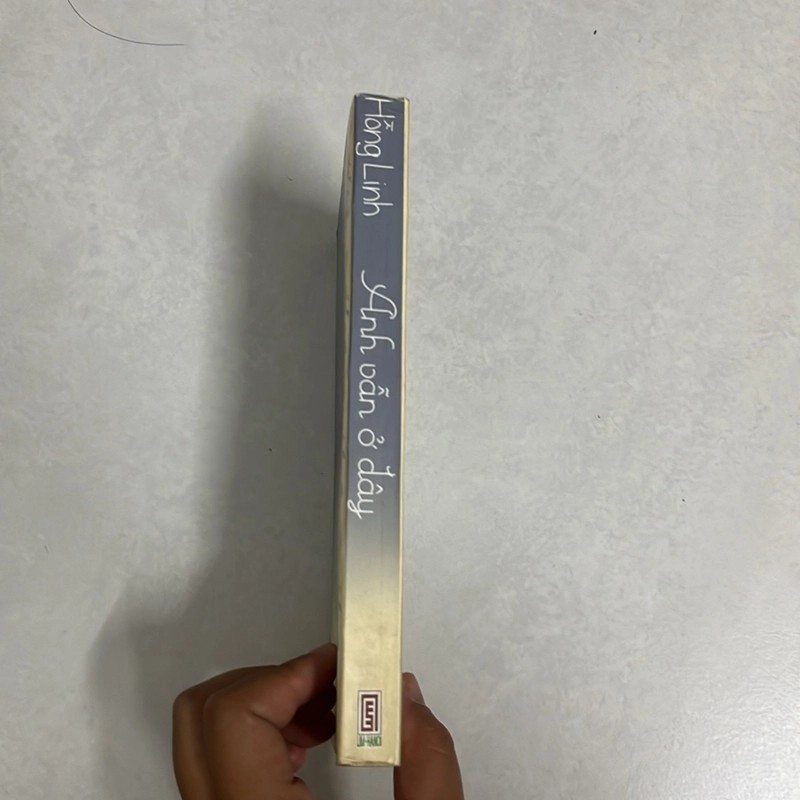 Hồng Linh
Anh vẫn ở đây